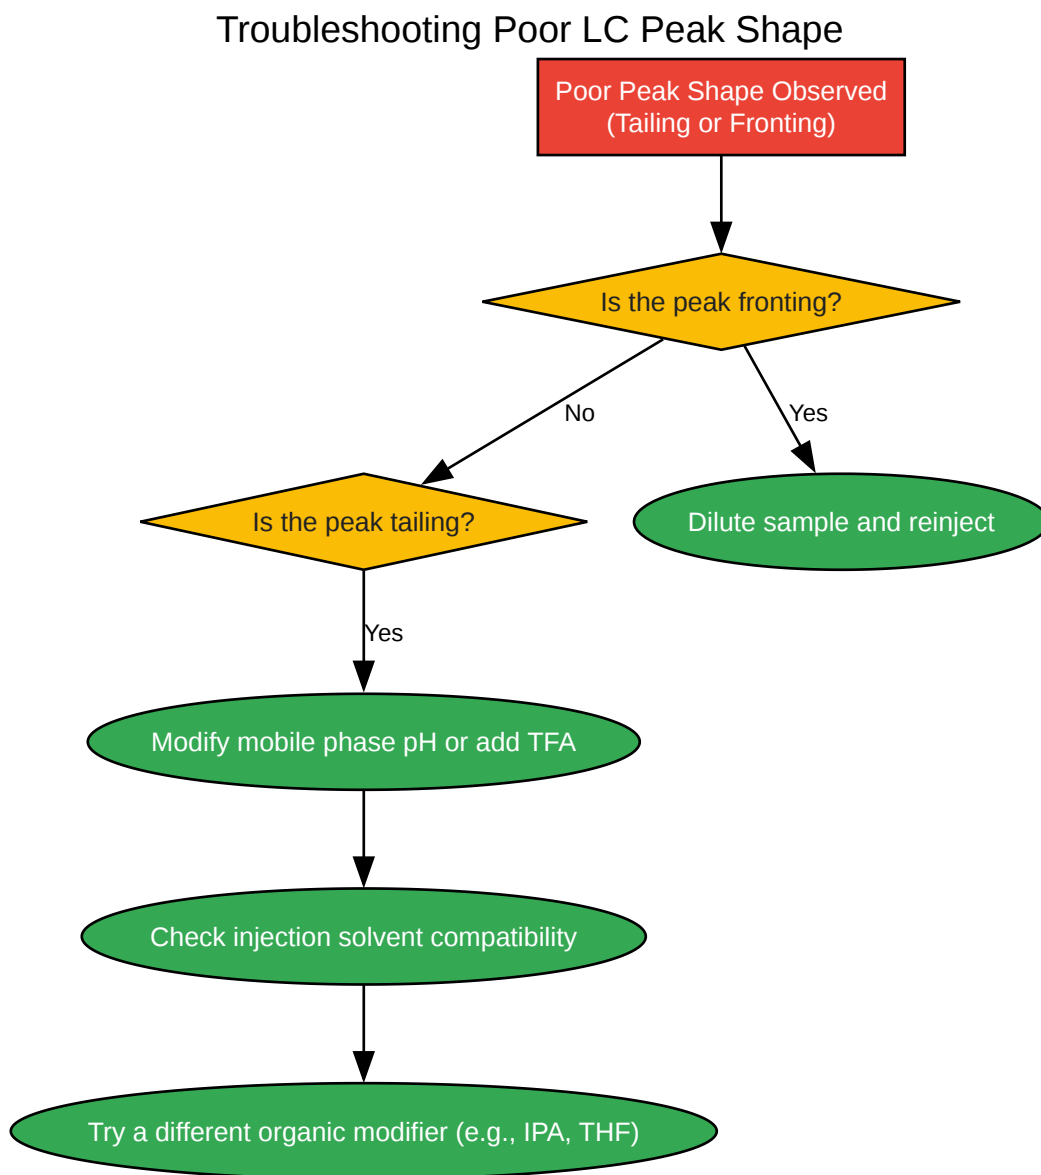 Troubleshooting Poor LC Peak Shape
Poor Peak Shape Observed
(Tailing or Fronting)
Is the peak fronting?
No
Yes
Is the peak tailing?
Dilute sample and reinject
Yes
Modify mobile phase pH or add TFA
Check injection solvent compatibility
Try a different organic modifier (e.g., IPA, THF)